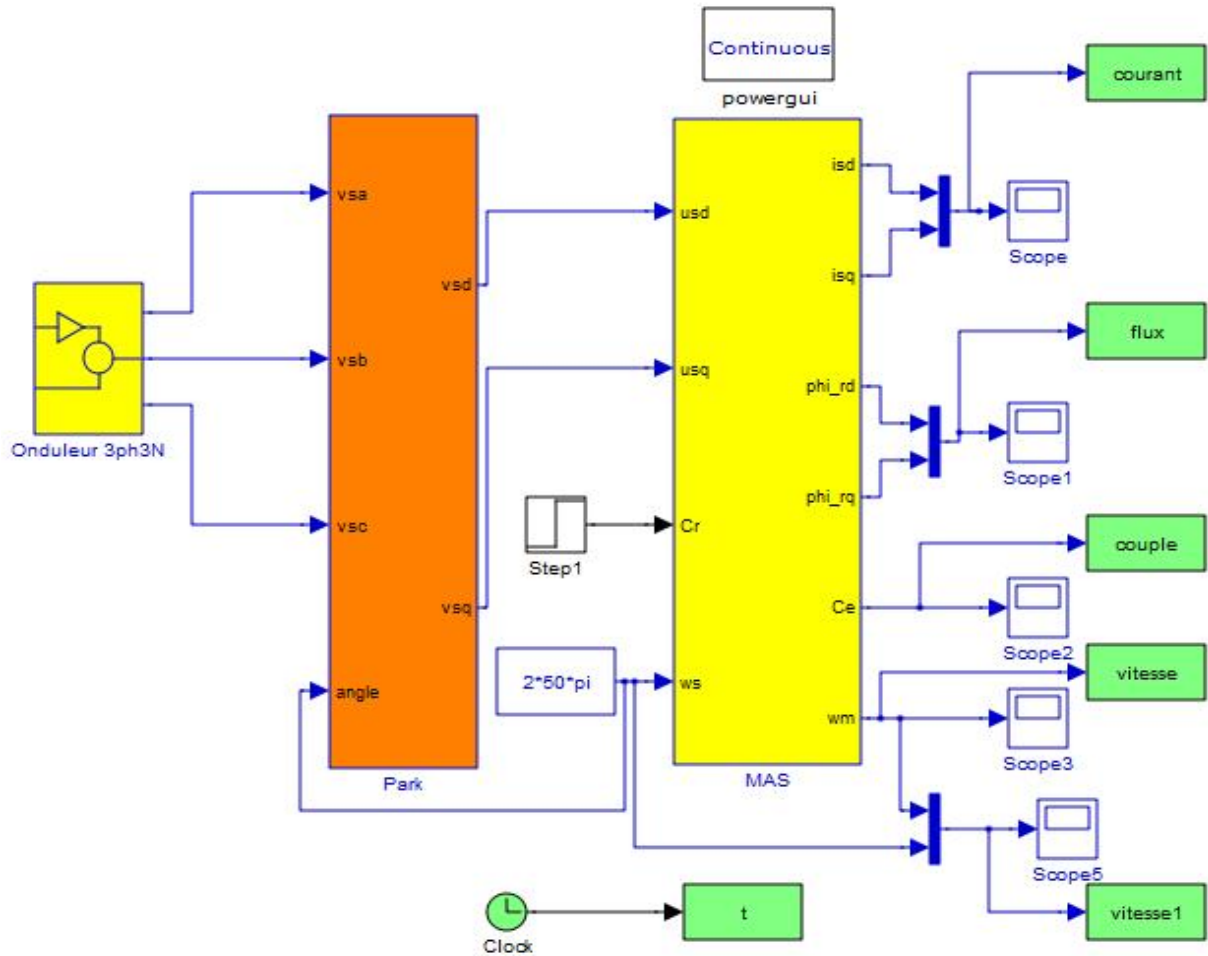 Continuous
powergui
courant
vsa
vsb
vsc
angle
vsd
vsq
Park
Onduleur 3ph3N
usd
usq
Cr
ws
isd
isq
phi_rd
phi_rq
Ce
wm
MAS
Step1
2*50*pi
Scope
flux
Scope1
couple
Scope2
vitesse
Scope3
Scope5
vitesse1
Clock
t